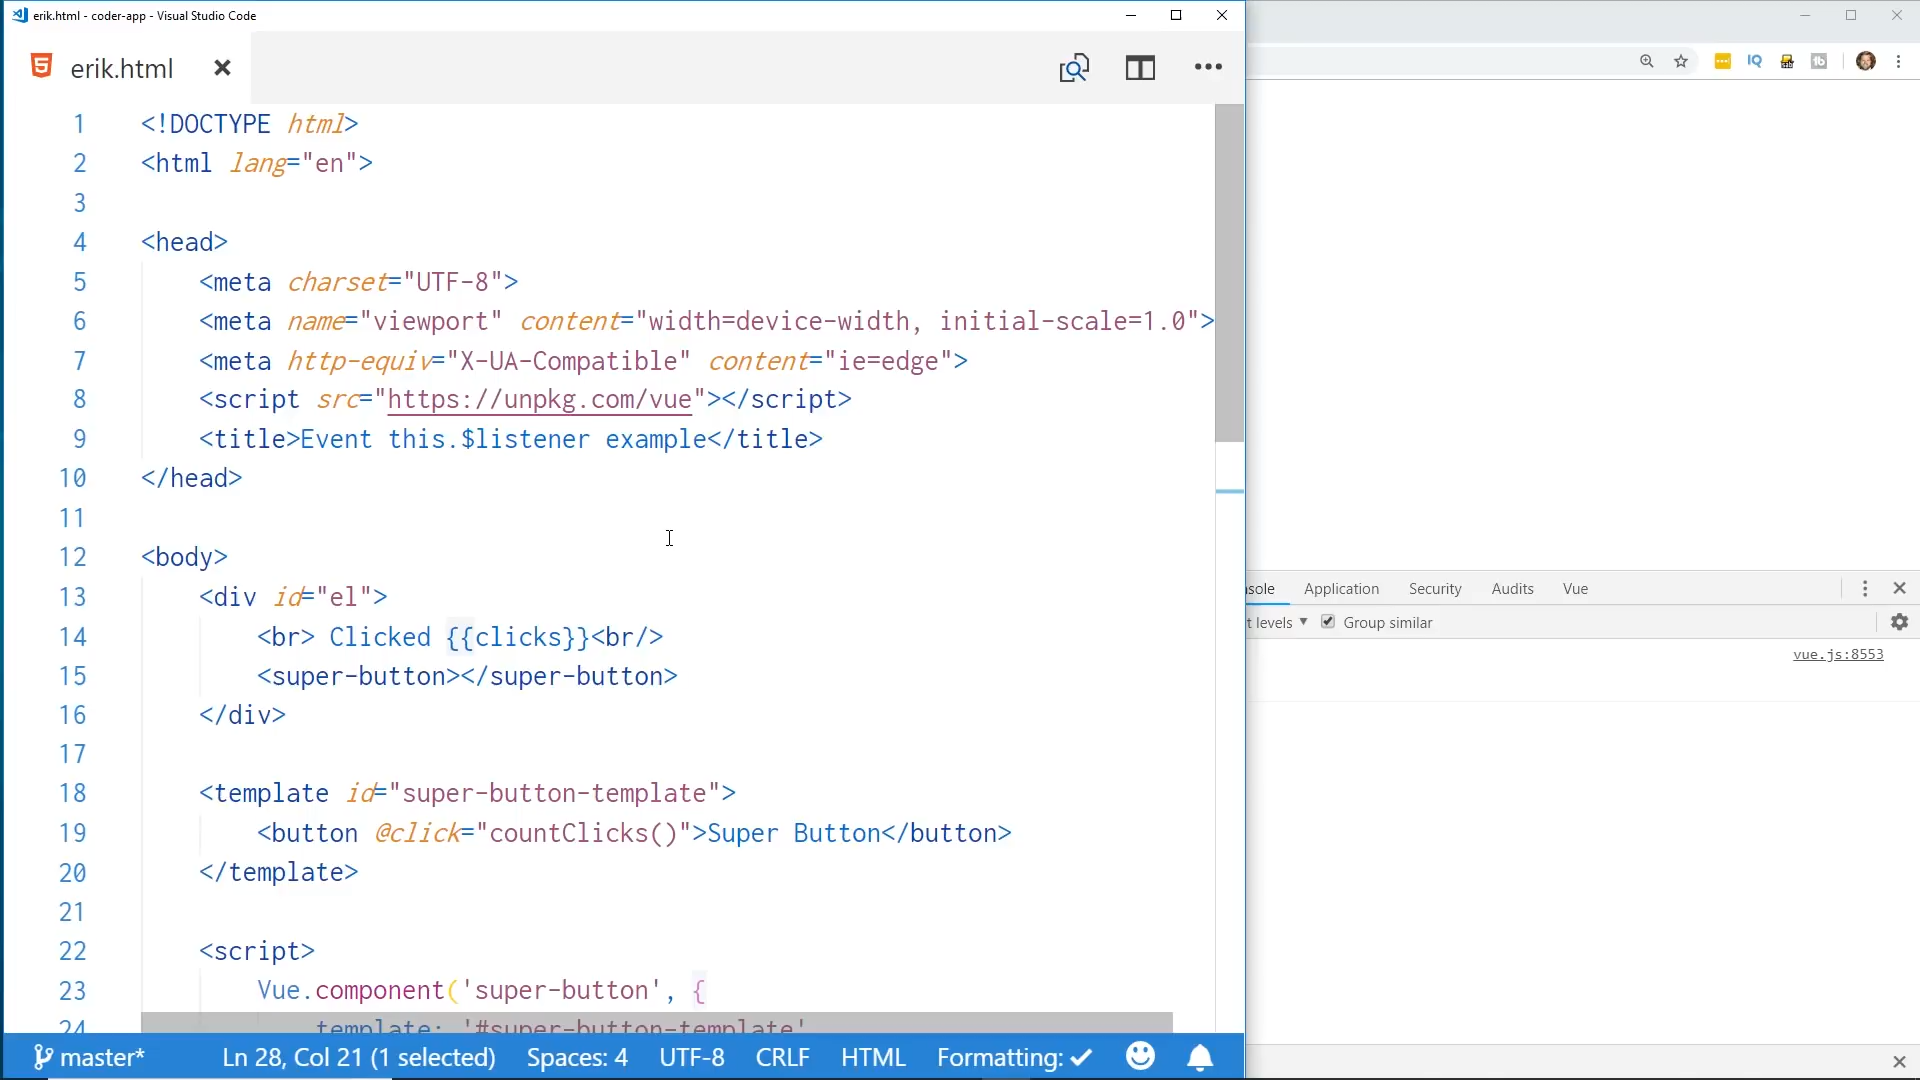 erik.html - coder-app - Visual Studio Code
erik.html
1 <!DOCTYPE html>
2 <html lang="en">
3
4 <head>
5 <meta charset="UTF-8">
6 <meta name="viewport" content="width=device-width, initial-scale=1.0">
7 <meta http-equiv="X-UA-Compatible" content="ie=edge">
8 <script src="https://unpkg.com/vue"></script>
9 <title>Event this.$listener example</title>
10 </head>
11
12 <body>
13 <div id="el">
14 <br> Clicked {{clicks}}<br/>
15 <super-button></super-button>
16 </div>
17
18 <template id="super-button-template">
19 <button @click="countClicks()">Super Button</button>
20 </template>
21
22 <script>
23 Vue.component('super-button', {
24 template: '#super-button-template'
master* Ln 28, Col 21 (1 selected) Spaces: 4 UTF-8 CRLF HTML Formatting:
IQ
sole Application Security Audits Vue
t levels Group similar
vue.js:8553